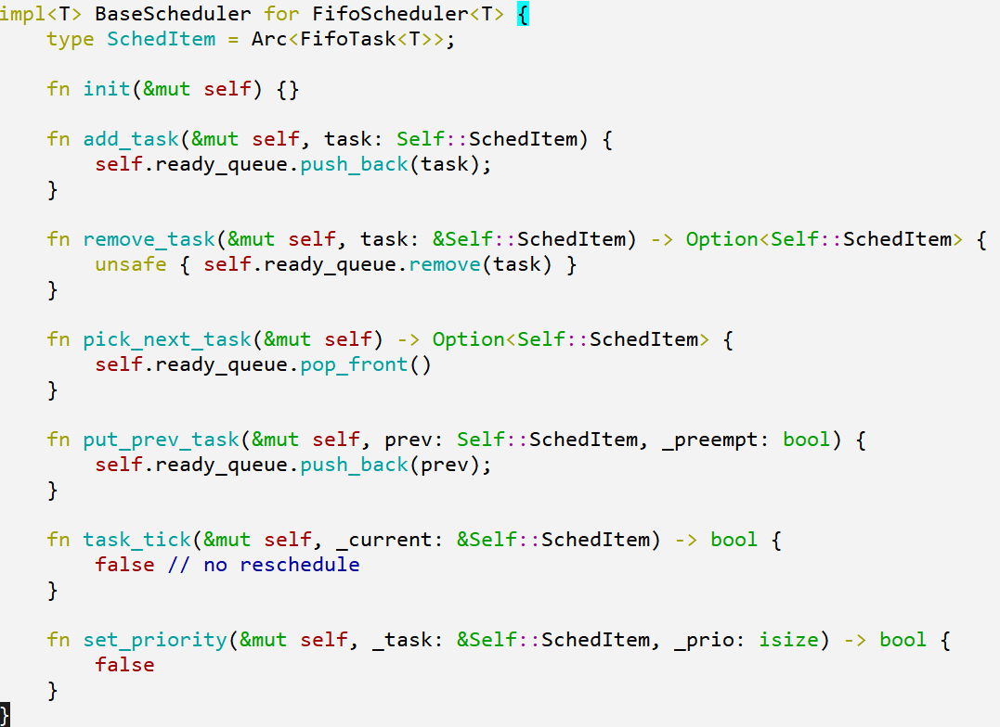 impl<T> BaseScheduler for FifoScheduler<T> {
    type SchedItem = Arc<FifoTask<T>>;

    fn init(&mut self) {}

    fn add_task(&mut self, task: Self::SchedItem) {
        self.ready_queue.push_back(task);
    }

    fn remove_task(&mut self, task: &Self::SchedItem) -> Option<Self::SchedItem> {
        unsafe { self.ready_queue.remove(task) }
    }

    fn pick_next_task(&mut self) -> Option<Self::SchedItem> {
        self.ready_queue.pop_front()
    }

    fn put_prev_task(&mut self, prev: Self::SchedItem, _preempt: bool) {
        self.ready_queue.push_back(prev);
    }

    fn task_tick(&mut self, _current: &Self::SchedItem) -> bool {
        false // no reschedule
    }

    fn set_priority(&mut self, _task: &Self::SchedItem, _prio: isize) -> bool {
        false
    }
}